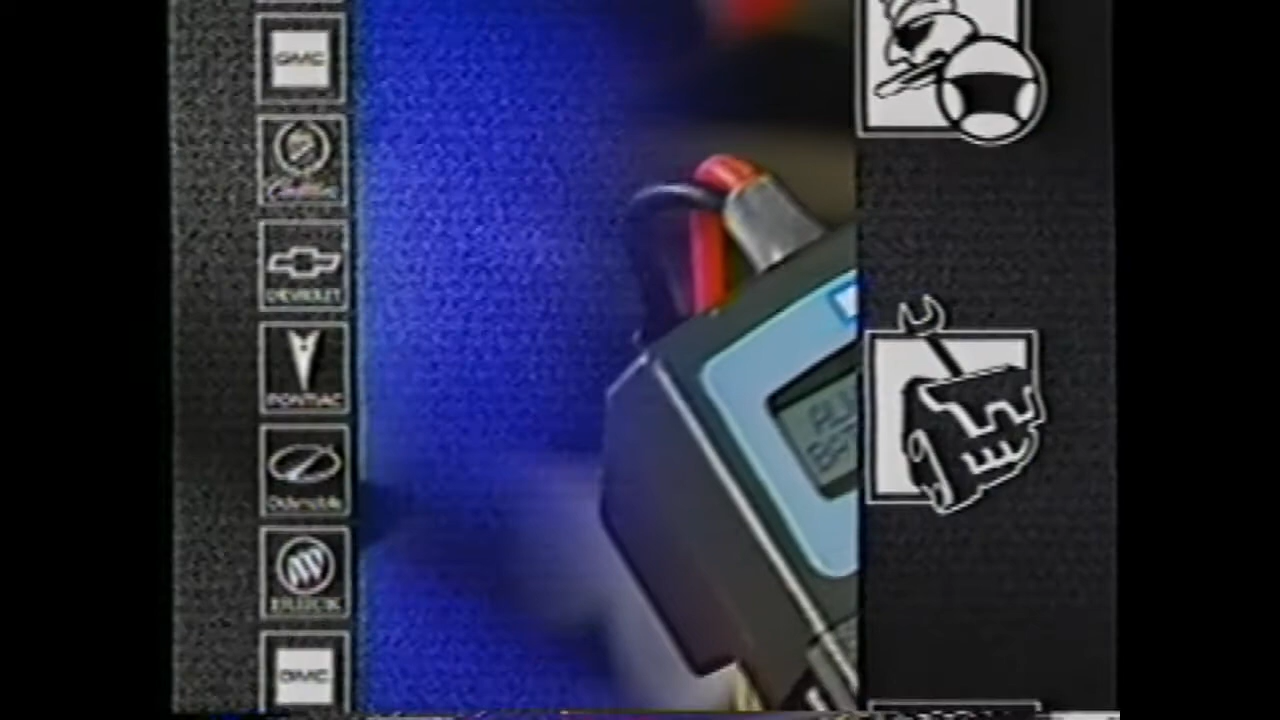 GMC
Cadillac
CHEVROLET
PONTIAC
Oldsmobile
BUICK
GMC